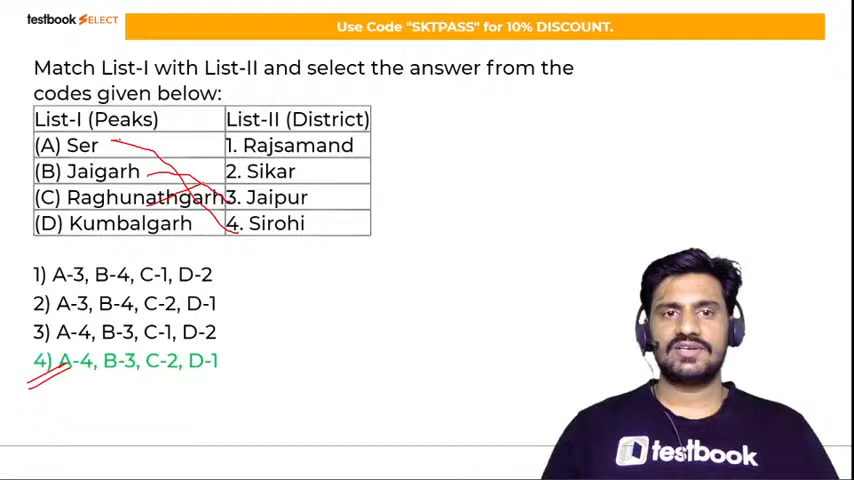 testbook SELECT
Use Code "SKTPASS" for 10% DISCOUNT.
Match List-I with List-II and select the answer from the
codes given below:
List-I (Peaks) List-II (District)
(A) Ser 1. Rajsamand
(B) Jaigarh 2. Sikar
(C) Raghunathgarh 3. Jaipur
(D) Kumbalgarh 4. Sirohi
1) A-3, B-4, C-1, D-2
2) A-3, B-4, C-2, D-1
3) A-4, B-3, C-1, D-2
4) A-4, B-3, C-2, D-1
testbook